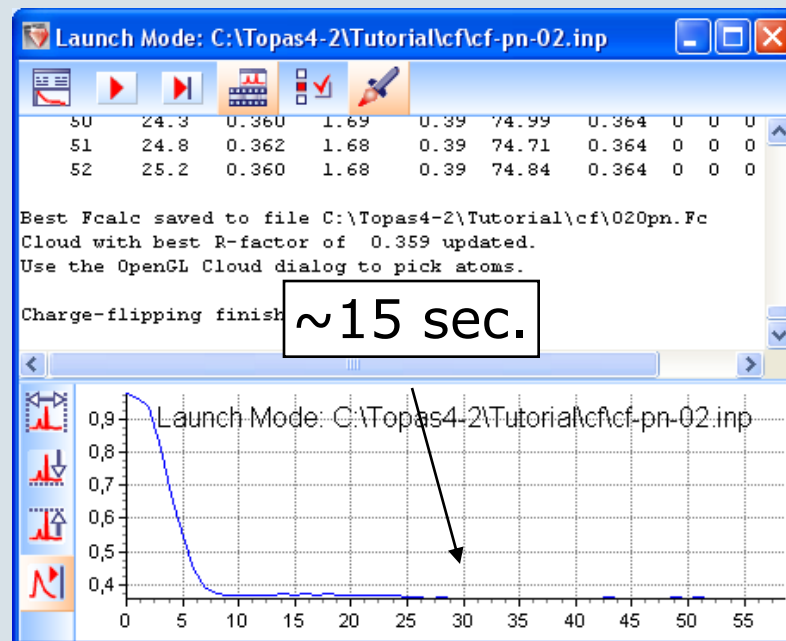 Launch Mode: C:\Topas4-2\Tutorial\cf\cf-pn-02.inp
50 24.3 0.360 1.69 0.39 74.99 0.364 0 0 0
51 24.8 0.362 1.68 0.39 74.71 0.364 0 0 0
52 25.2 0.360 1.68 0.39 74.84 0.364 0 0 0
Best Fcalc saved to file C:\Topas4-2\Tutorial\cf\020pn.Fc
Cloud with best R-factor of 0.359 updated.
Use the OpenGL Cloud dialog to pick atoms.
Charge-flipping finish
~15 sec.
Launch Mode: C:\Topas4-2\Tutorial\cf\cf-pn-02.inp
0,9
0,8
0,7
0,6
0,5
0,4
0 5 10 15 20 25 30 35 40 45 50 55